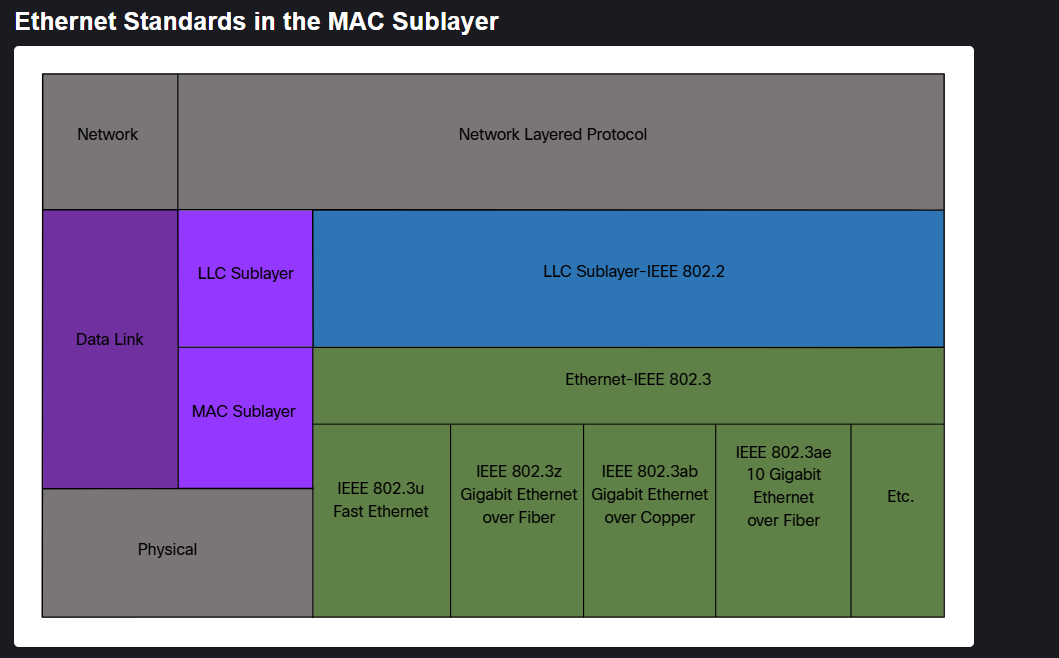 Ethernet Standards in the MAC Sublayer
Network
Network Layered Protocol
Data Link
LLC Sublayer
LLC Sublayer-IEEE 802.2
MAC Sublayer
Ethernet-IEEE 802.3
IEEE 802.3u
Fast Ethernet
IEEE 802.3z
Gigabit Ethernet
over Fiber
IEEE 802.3ab
Gigabit Ethernet
over Copper
IEEE 802.3ae
10 Gigabit
Ethernet
over Fiber
Etc.
Physical